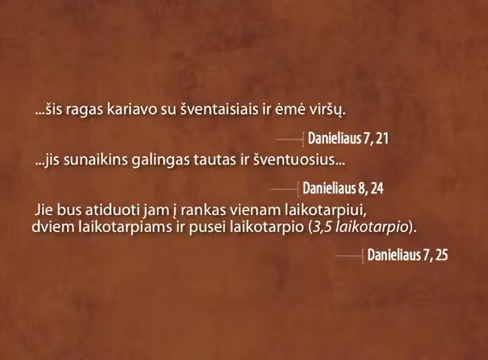 ...šis ragas kariavo su šventaisiais ir ėmė viršų.
Danieliaus 7, 21
...jis sunaikins galingas tautas ir šventuosius...
Danieliaus 8, 24
Jie bus atiduoti jam į rankas vienam laikotarpiui,
dviem laikotarpiams ir pusei laikotarpio (3,5 laikotarpio).
Danieliaus 7, 25